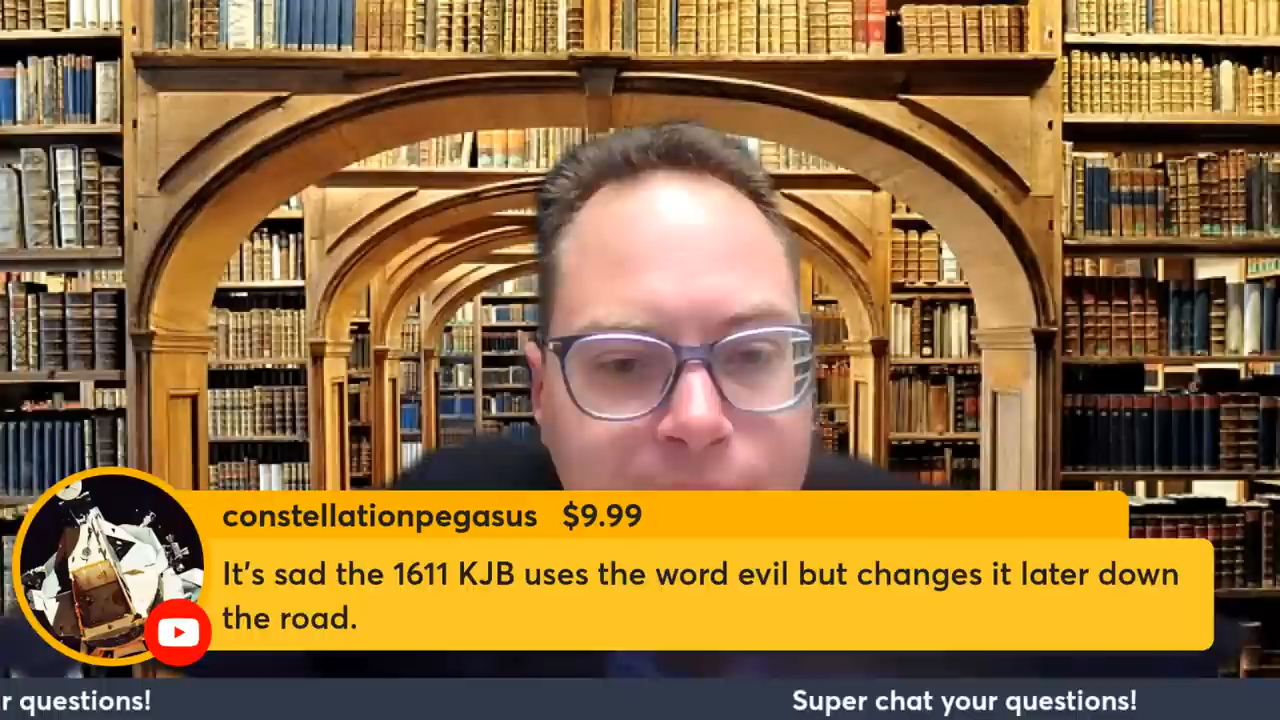 constellationpegasus $9.99
It's sad the 1611 KJB uses the word evil but changes it later down
the road.
r questions!
Super chat your questions!